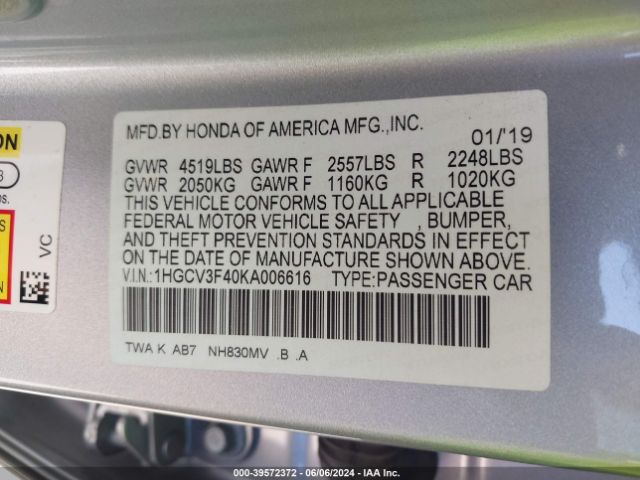 ON
3
os.
S
N
VC
MFD.BY HONDA OF AMERICA MFG.,INC. 01/'19
GVWR 4519LBS GAWR F 2557LBS R 2248LBS
GVWR 2050KG GAWR F 1160KG R 1020KG
THIS VEHICLE CONFORMS TO ALL APPLICABLE
FEDERAL MOTOR VEHICLE SAFETY , BUMPER,
AND THEFT PREVENTION STANDARDS IN EFFECT
ON THE DATE OF MANUFACTURE SHOWN ABOVE.
V.I.N.:1HGCV3F40KA006616 TYPE:PASSENGER CAR
TWA K AB7 NH830MV .B .A
000-39572372 | 06/06/2024 | IAA Inc.